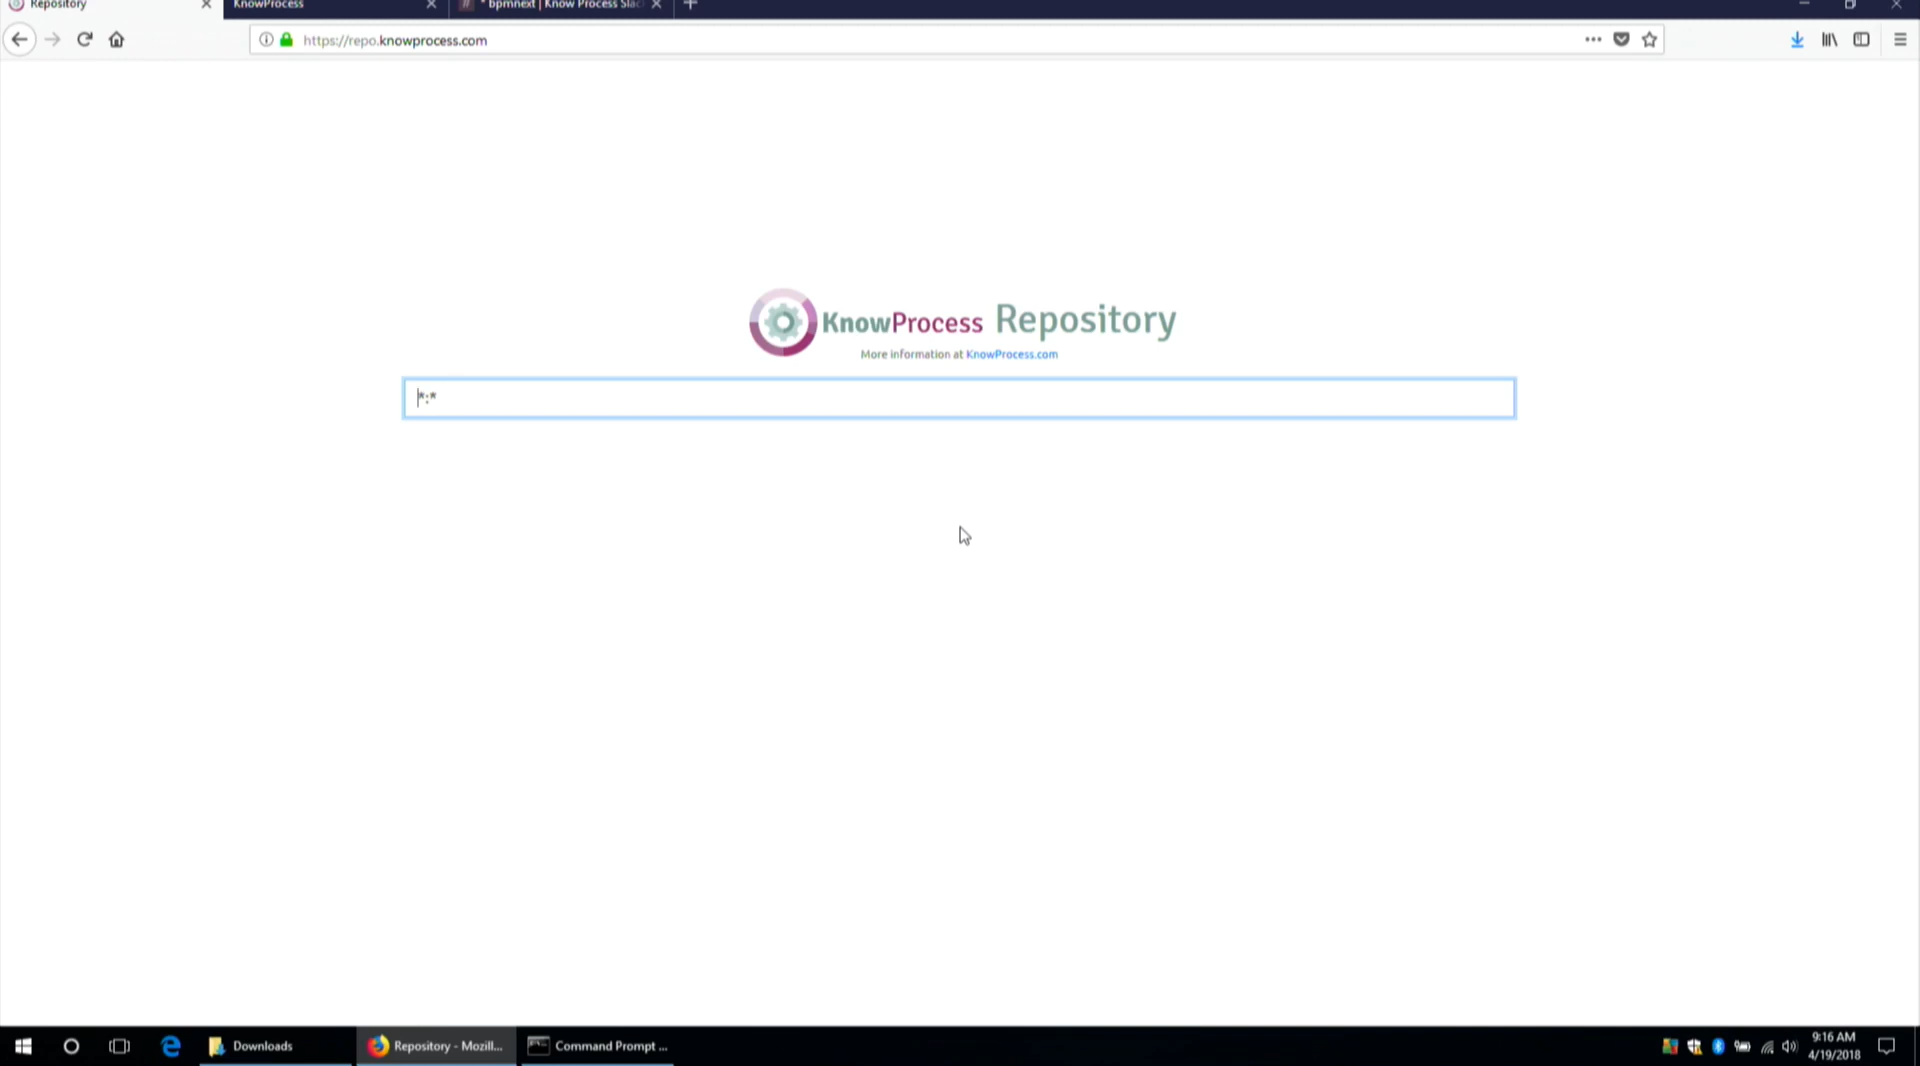 Repository
KnowProcess
* bpmnext | Know Process Slac
https://repo.knowprocess.com
KnowProcess Repository
More information at KnowProcess.com
*:*
Downloads
Repository - Mozill...
Command Prompt ...
9:16 AM
4/19/2018